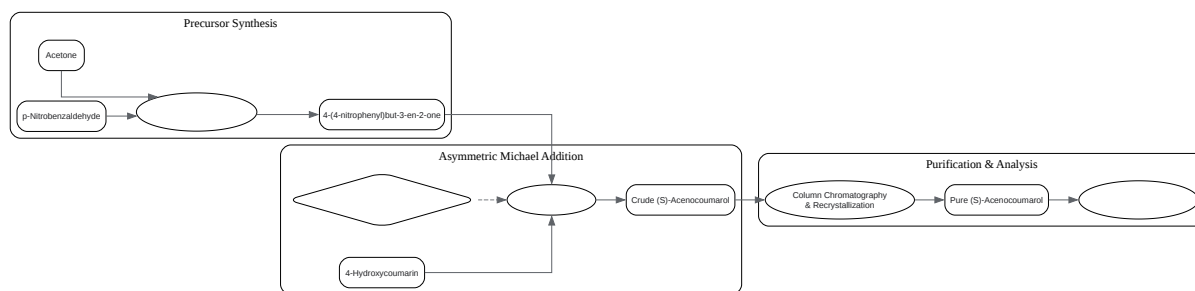 Precursor Synthesis
Acetone
p-Nitrobenzaldehyde
4-(4-nitrophenyl)but-3-en-2-one
Asymmetric Michael Addition
Crude (S)-Acenocoumarol
4-Hydroxycoumarin
Purification & Analysis
Column Chromatography
& Recrystallization
Pure (S)-Acenocoumarol